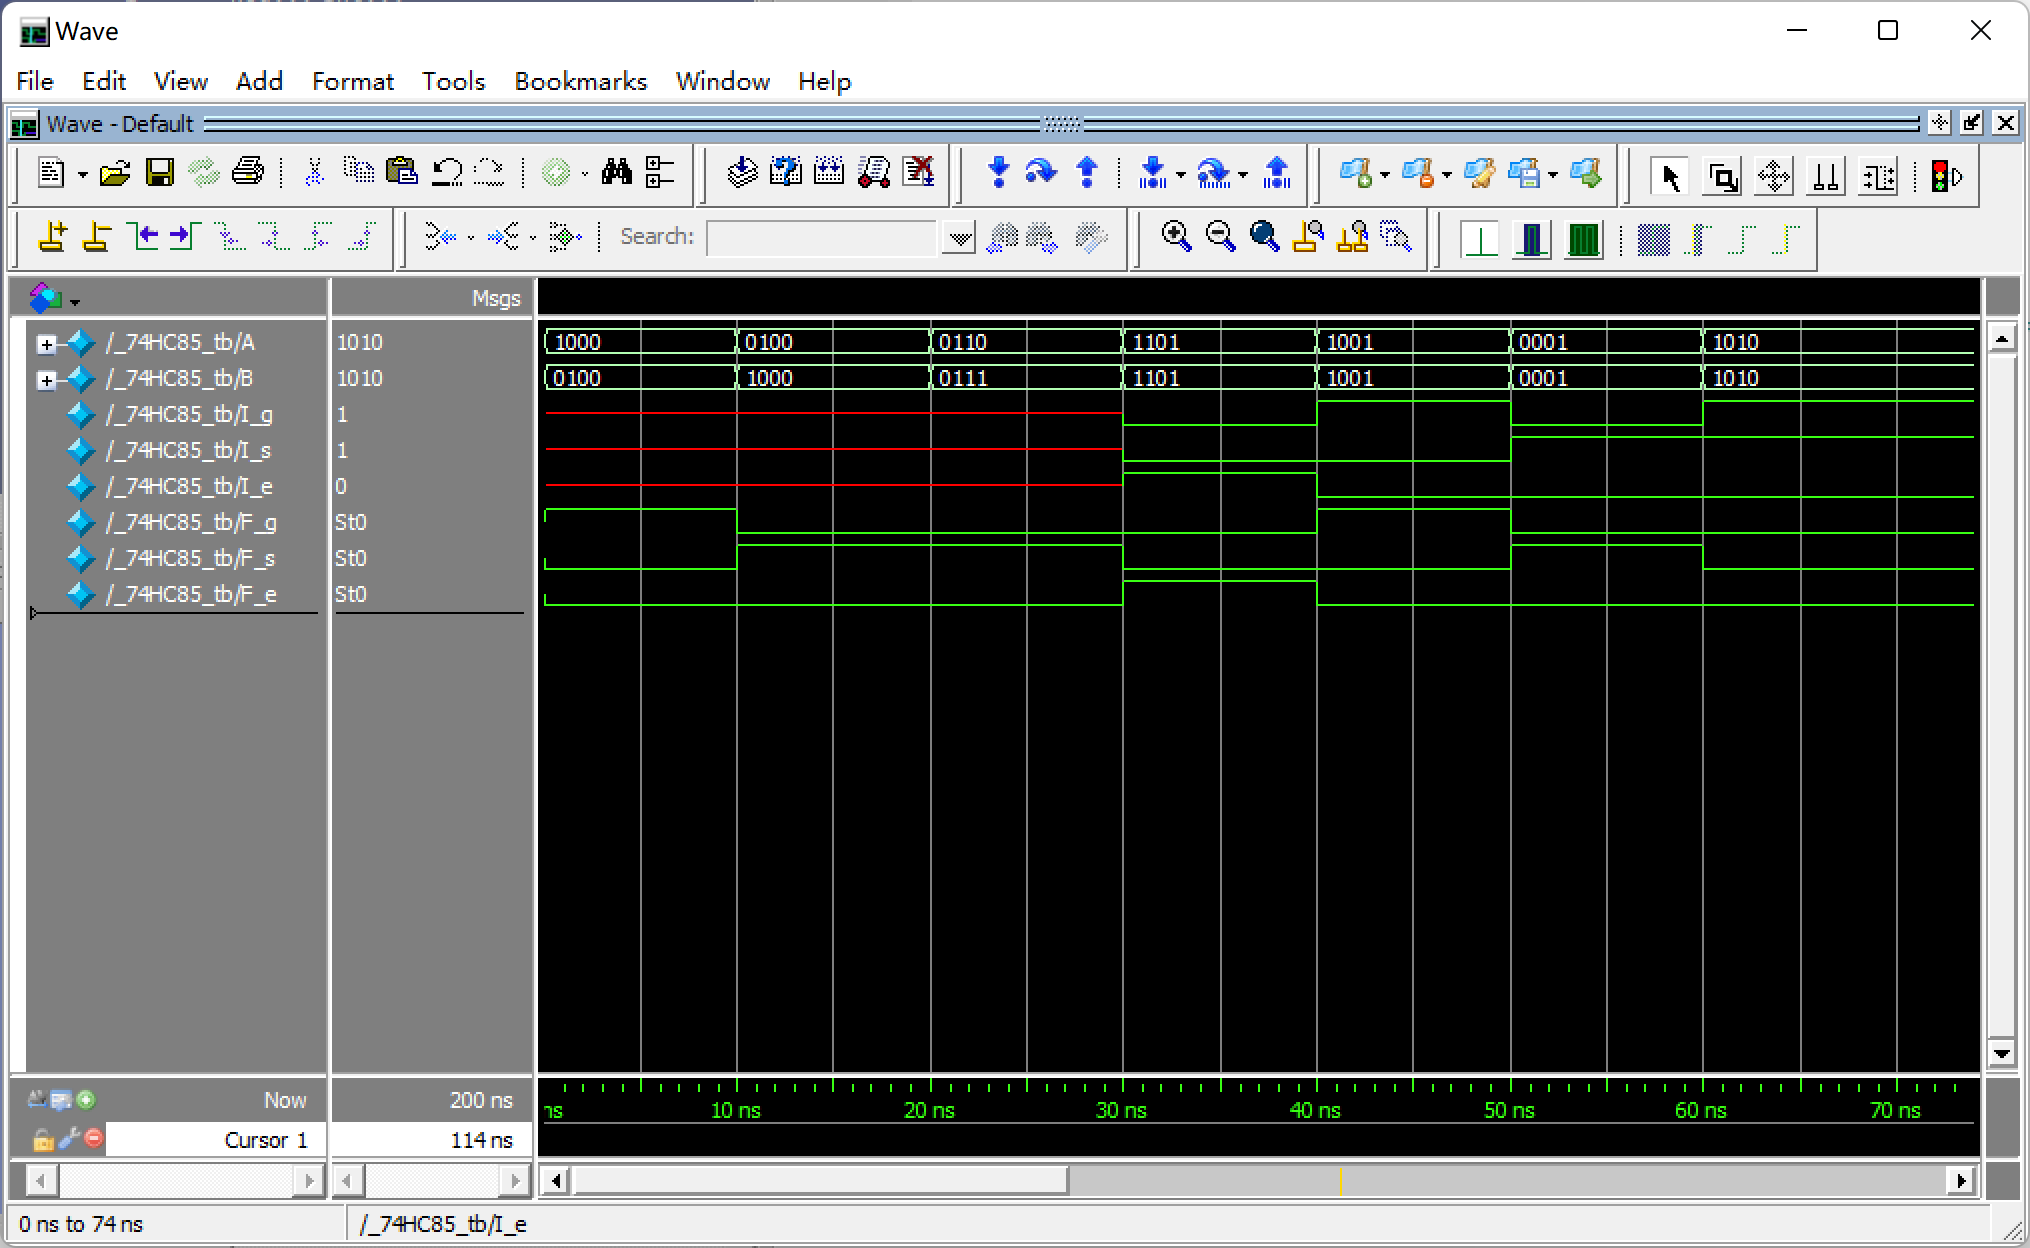 Wave
File Edit View Add Format Tools Bookmarks Window Help
Wave - Default
Search:
Msgs
/_74HC85_tb/A 1010 1000 0100 0110 1101 1001 0001 1010
/_74HC85_tb/B 1010 0100 1000 0111 1101 1001 0001 1010
/_74HC85_tb/I_g 1
/_74HC85_tb/I_s 1
/_74HC85_tb/I_e 0
/_74HC85_tb/F_g St0
/_74HC85_tb/F_s St0
/_74HC85_tb/F_e St0
Now 200 ns ns 10 ns 20 ns 30 ns 40 ns 50 ns 60 ns 70 ns
Cursor 1 114 ns
0 ns to 74 ns /_74HC85_tb/I_e